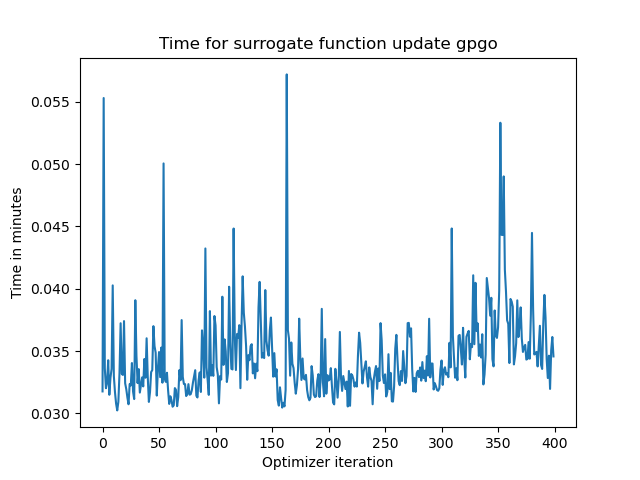 Time for surrogate function update gpgo
0.055
0.050
0.045
0.040
0.035
0.030
Time in minutes
0 50 100 150 200 250 300 350 400
Optimizer iteration